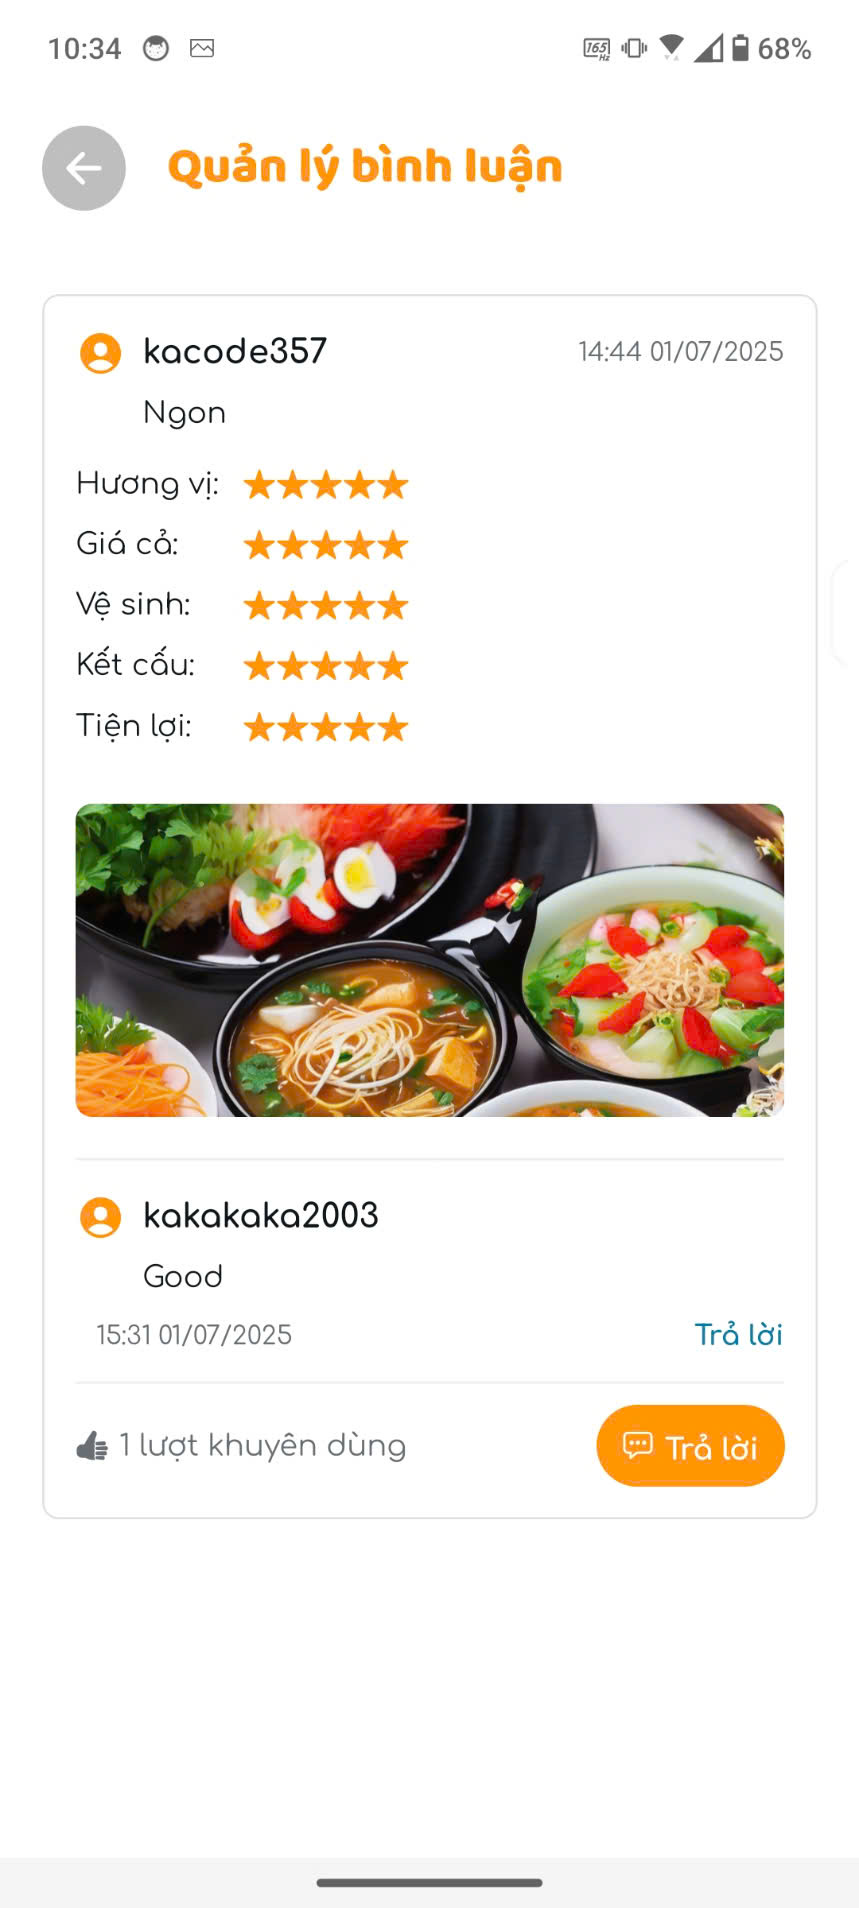 10:34 165 Hz 68%
Quản lý bình luận
kacode357 14:44 01/07/2025
Ngon
Hương vị:
Giá cả:
Vệ sinh:
Kết cấu:
Tiện lợi:
kakakaka2003
Good
15:31 01/07/2025 Trả lời
1 lượt khuyên dùng Trả lời